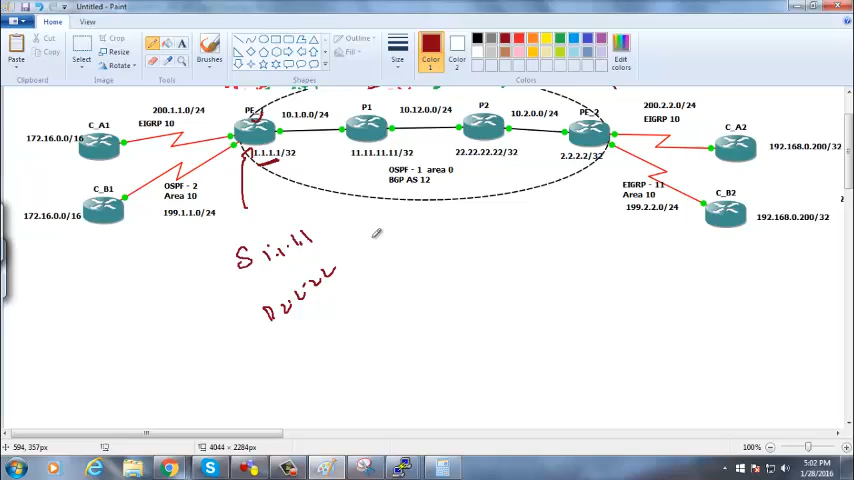 Untitled - Paint
Home
View
Paste
Cut
Copy
Clipboard
Select
Crop
Resize
Rotate
Image
Tools
Brushes
Shapes
Outline
Fill
Size
Color 1
Color 2
Colors
Edit colors
200.1.1.0/24
EIGRP 10
C_A1
172.16.0.0/16
10.1.0.0/24
P1
10.12.0.0/24
P2
10.2.0.0/24
PE_2
200.2.2.0/24
EIGRP 10
C_A2
192.168.0.200/32
1.1.1.1/32
11.11.11.11/32
22.22.22.22/32
2.2.2.2/32
OSPF - 1 area 0
BGP AS 12
C_B1
172.16.0.0/16
OSPF - 2
Area 10
199.1.1.0/24
EIGRP - 11
199.2.2.0/24
C_B2
192.168.0.200/32
S 1.1.1.1
D 2.2.2.2
594, 357px
4044 × 2284px
100%
5:02 PM
1/28/2016